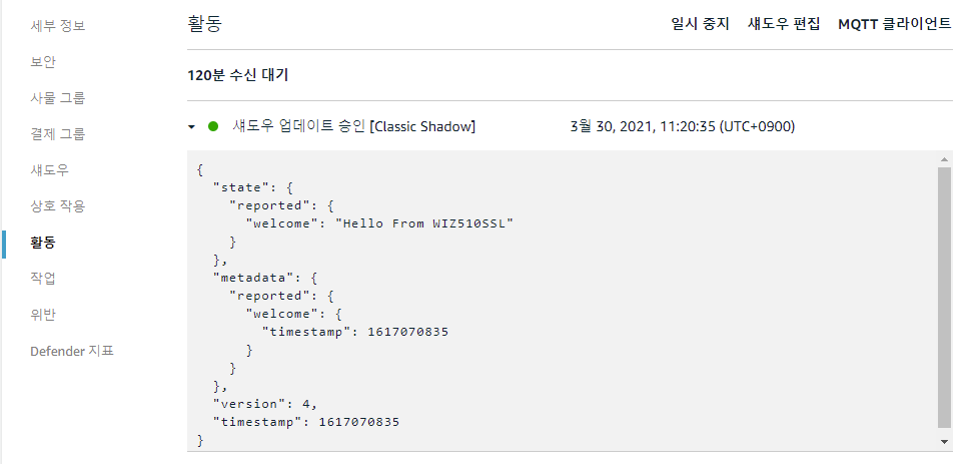 세부 정보
보안
사물 그룹
결제 그룹
섀도우
상호 작용
활동
작업
위반
Defender 지표
활동
일시 중지 섀도우 편집 MQTT 클라이언트
120분 수신 대기
섀도우 업데이트 승인 [Classic Shadow] 3월 30, 2021, 11:20:35 (UTC+0900)
{
  "state": {
    "reported": {
      "welcome": "Hello From WIZ510SSL"
    }
  },
  "metadata": {
    "reported": {
      "welcome": {
        "timestamp": 1617070835
      }
    }
  },
  "version": 4,
  "timestamp": 1617070835
}